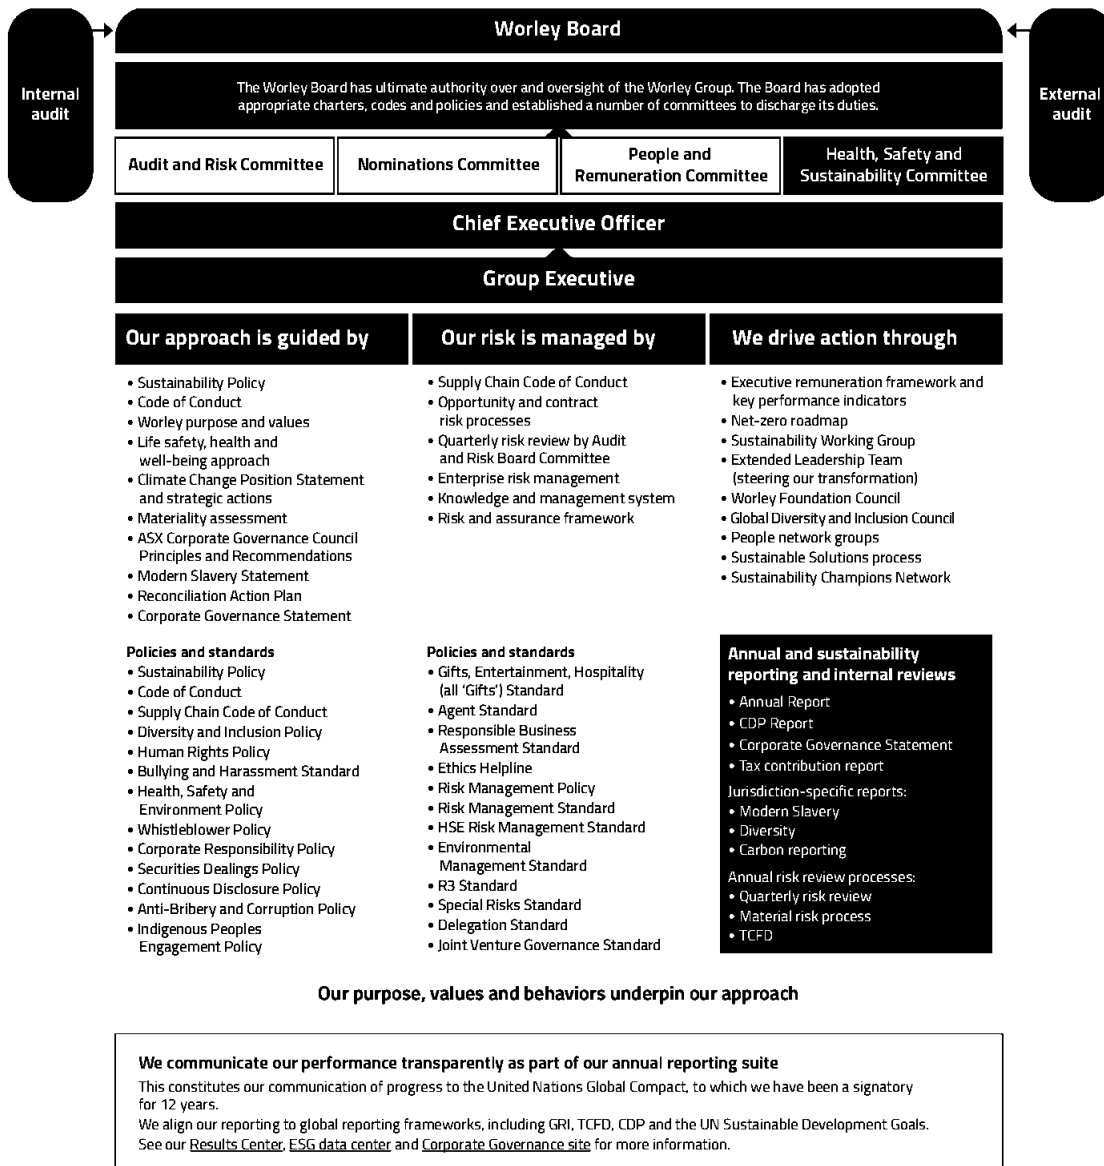 Worley Board
Internal
audit
External
audit
The Worley Board has ultimate authority over and oversight of the Worley Group. The Board has adopted
appropriate charters, codes and policies and established a number of committees to discharge its duties.
Audit and Risk Committee
Nominations Committee
People and
Remuneration Committee
Health, Safety and
Sustainability Committee
Chief Executive Officer
Group Executive
Our approach is guided by
• Sustainability Policy
• Code of Conduct
• Worley purpose and values
• Life safety, health and
well-being approach
• Climate Change Position Statement
and strategic actions
• Materiality assessment
• ASX Corporate Governance Council
Principles and Recommendations
• Modern Slavery Statement
• Reconciliation Action Plan
• Corporate Governance Statement
Policies and standards
• Sustainability Policy
• Code of Conduct
• Supply Chain Code of Conduct
• Diversity and Inclusion Policy
• Human Rights Policy
• Bullying and Harassment Standard
• Health, Safety and
Environment Policy
• Whistleblower Policy
• Corporate Responsibility Policy
• Securities Dealings Policy
• Continuous Disclosure Policy
• Anti-Bribery and Corruption Policy
• Indigenous Peoples
Engagement Policy
Our risk is managed by
• Supply Chain Code of Conduct
• Opportunity and contract
risk processes
• Quarterly risk review by Audit
and Risk Board Committee
• Enterprise risk management
• Knowledge and management system
• Risk and assurance framework
Policies and standards
• Gifts, Entertainment, Hospitality
(all ‘Gifts’) Standard
• Agent Standard
• Responsible Business
Assessment Standard
• Ethics Helpline
• Risk Management Policy
• Risk Management Standard
• HSE Risk Management Standard
• Environmental
Management Standard
• R3 Standard
• Special Risks Standard
• Delegation Standard
• Joint Venture Governance Standard
We drive action through
• Executive remuneration framework and
key performance indicators
• Net-zero roadmap
• Sustainability Working Group
• Extended Leadership Team
(steering our transformation)
• Worley Foundation Council
• Global Diversity and Inclusion Council
• People network groups
• Sustainable Solutions process
• Sustainability Champions Network
Annual and sustainability
reporting and internal reviews
• Annual Report
• CDP Report
• Corporate Governance Statement
• Tax contribution report
Jurisdiction-specific reports:
• Modern Slavery
• Diversity
• Carbon reporting
Annual risk review processes:
• Quarterly risk review
• Material risk process
• TCFD
Our purpose, values and behaviors underpin our approach
We communicate our performance transparently as part of our annual reporting suite
This constitutes our communication of progress to the United Nations Global Compact, to which we have been a signatory
for 12 years.
We align our reporting to global reporting frameworks, including GRI, TCFD, CDP and the UN Sustainable Development Goals.
See our Results Center, ESG data center and Corporate Governance site for more information.